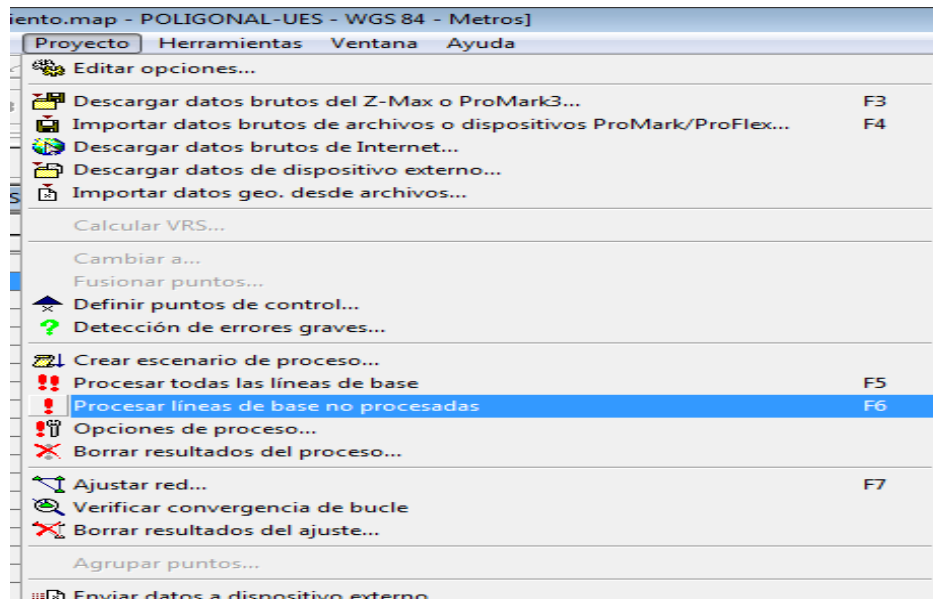 iento.map - POLIGONAL-UES - WGS 84 - Metros]
Proyecto Herramientas Ventana Ayuda
Editar opciones...
Descargar datos brutos del Z-Max o ProMark3... F3
Importar datos brutos de archivos o dispositivos ProMark/ProFlex... F4
Descargar datos brutos de Internet...
Descargar datos de dispositivo externo...
Importar datos geo. desde archivos...
Calcular VRS...
Cambiar a...
Fusionar puntos...
Definir puntos de control...
Detección de errores graves...
Crear escenario de proceso...
Procesar todas las líneas de base F5
Procesar líneas de base no procesadas F6
Opciones de proceso...
Borrar resultados del proceso...
Ajustar red... F7
Verificar convergencia de bucle
Borrar resultados del ajuste...
Agrupar puntos...
Enviar datos a dispositivo externo